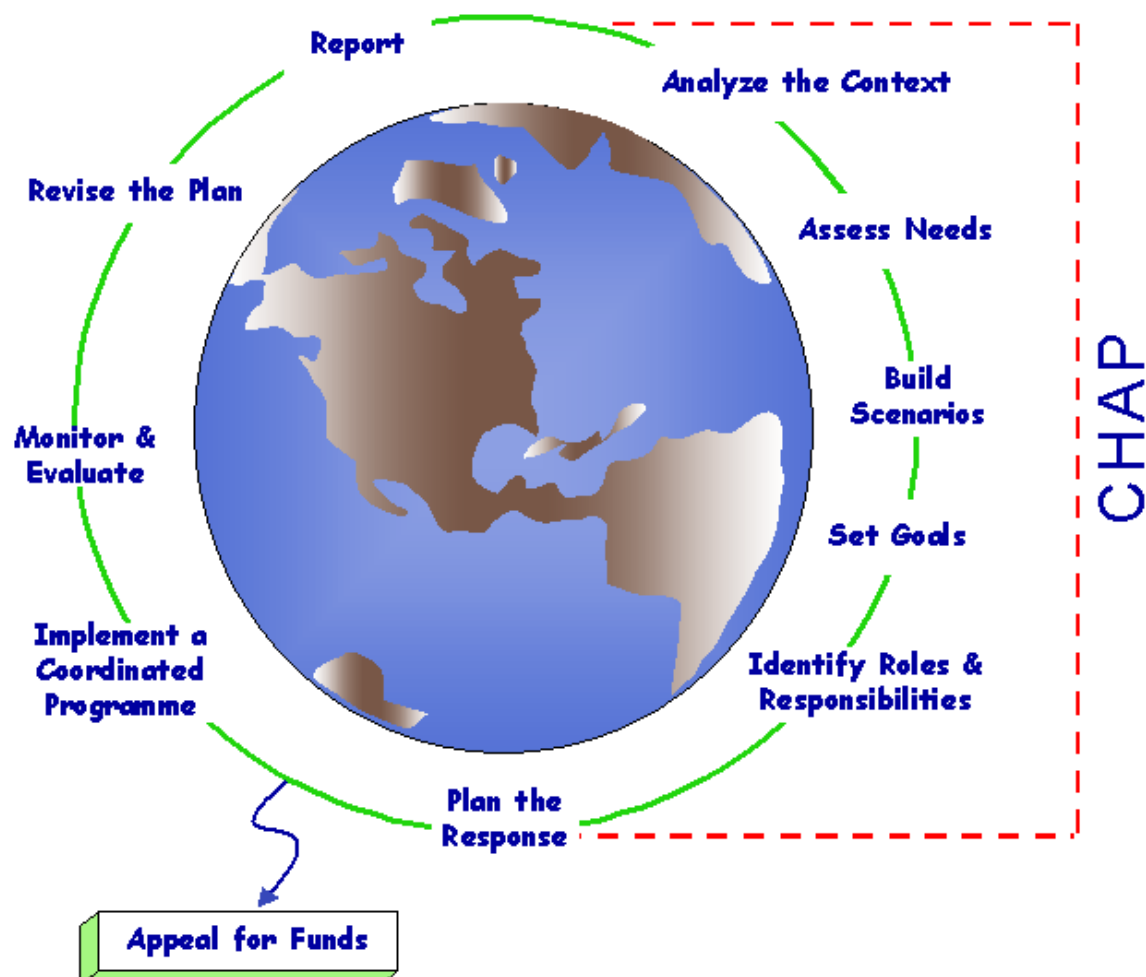 Report
Analyze the Context
Revise the Plan
Assess Needs
Build
Scenarios
CHAP
Monitor &
Evaluate
Set Goals
Implement a
Coordinated
Programme
Identify Roles &
Responsibilities
Plan the
Response
Appeal for Funds